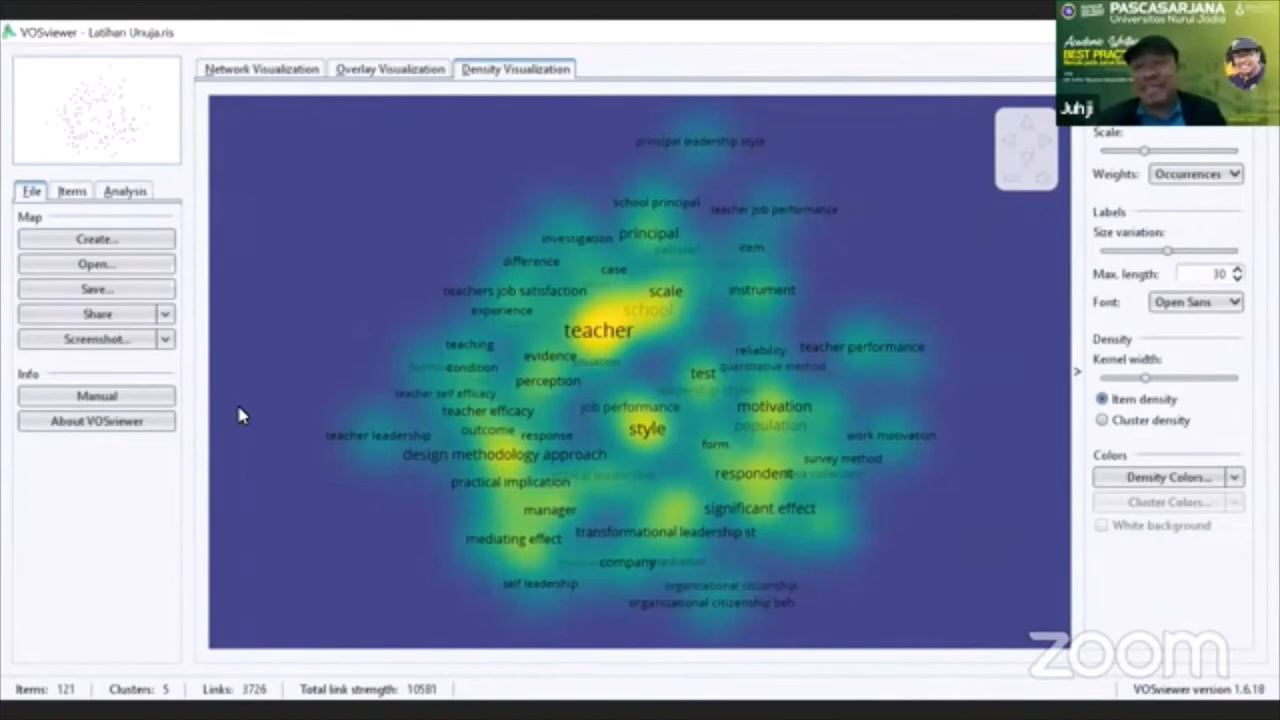 VOSviewer - Latihan Unuja.ris
PASCASARJANA
Universitas Nurul Jadid
Academic
BEST
Juhji
Network Visualization
Overlay Visualization
Density Visualization
File
Items
Analysis
Map
Create...
Open...
Save...
Share
Screenshot...
Info
Manual
About VOSviewer
principal leadership style
school principal
teacher job performance
principal
investigation
item
difference
case
teachers job satisfaction
scale
instrument
experience
school
teacher
teaching
evidence
reliability
teacher performance
condition
quantitative method
test
perception
teacher self efficacy
job performance
motivation
teacher efficacy
population
outcome
response
style
teacher leadership
form
work motivation
design methodology approach
survey method
respondent
practical implication
manager
significant effect
transformational leadership st
mediating effect
company
self leadership
organizational citizenship
organizational citizenship beh
Scale:
Weights:
Occurrences
Labels
Size variation:
Max. length:
30
Font:
Open Sans
Density
Kernel width:
Item density
Cluster density
Colors
Density Colors...
Cluster Colors...
White background
zoom
Items: 121
Clusters: 5
Links: 3726
Total link strength: 10581
VOSviewer version 1.6.18